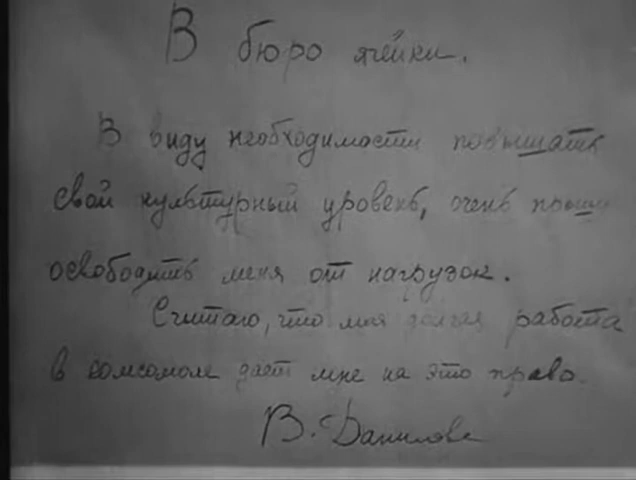 В бюро ячейки.
В виду необходимости повышать
свой культурный уровень, очень прошу
освободить меня от нагрузок.
Считаю, что моя долгая работа
в комсомоле даёт мне на это право.
В. Данилова